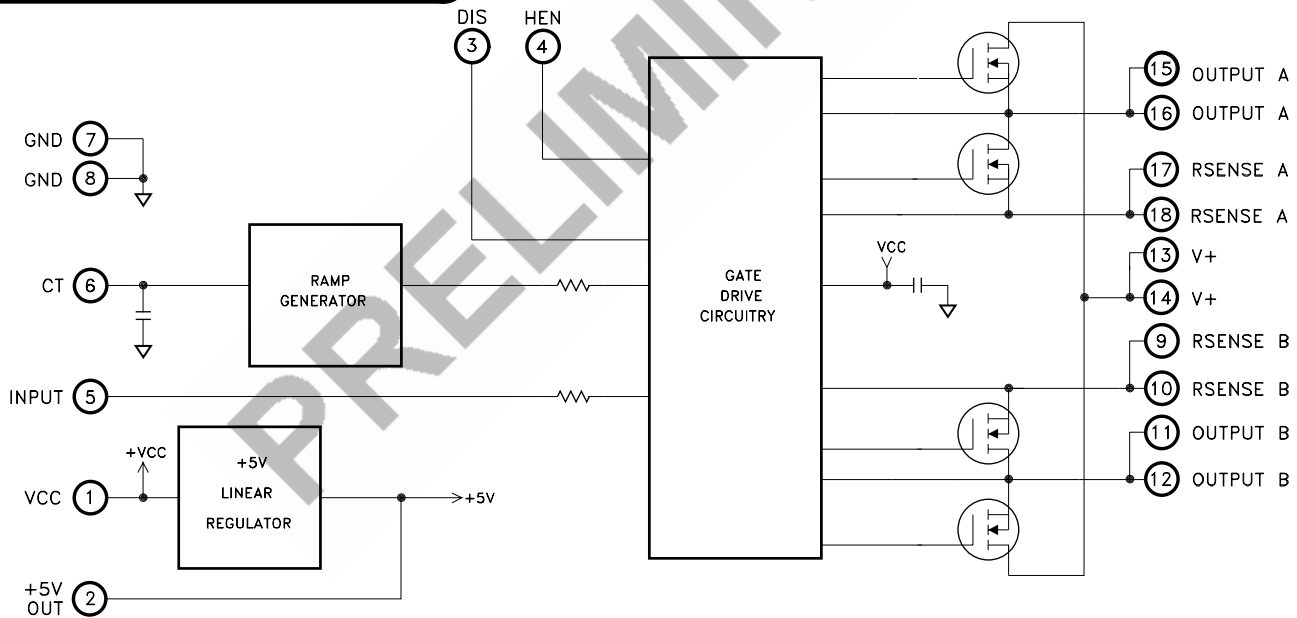 DIS
3
HEN
4
GND 7
GND 8
CT 6
RAMP
GENERATOR
INPUT 5
+VCC
VCC 1
+5V
LINEAR
REGULATOR
+5V
+5V
OUT
2
GATE
DRIVE
CIRCUITRY
VCC
15 OUTPUT A
16 OUTPUT A
17 RSENSE A
18 RSENSE A
13 V+
14 V+
9 RSENSE B
10 RSENSE B
11 OUTPUT B
12 OUTPUT B